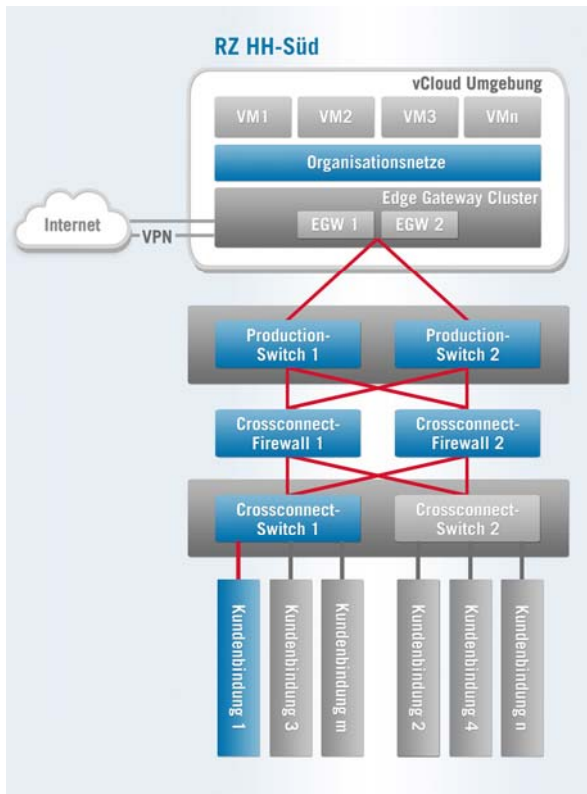 RZ HH-Süd
vCloud Umgebung
VM1
VM2
VM3
VMn
Organisationsnetze
Edge Gateway Cluster
EGW 1
EGW 2
Internet
VPN
Production-
Switch 1
Production-
Switch 2
Crossconnect-
Firewall 1
Crossconnect-
Firewall 2
Crossconnect-
Switch 1
Crossconnect-
Switch 2
Kundenbindung 1
Kundenbindung 3
Kundenbindung m
Kundenbindung 2
Kundenbindung 4
Kundenbindung n